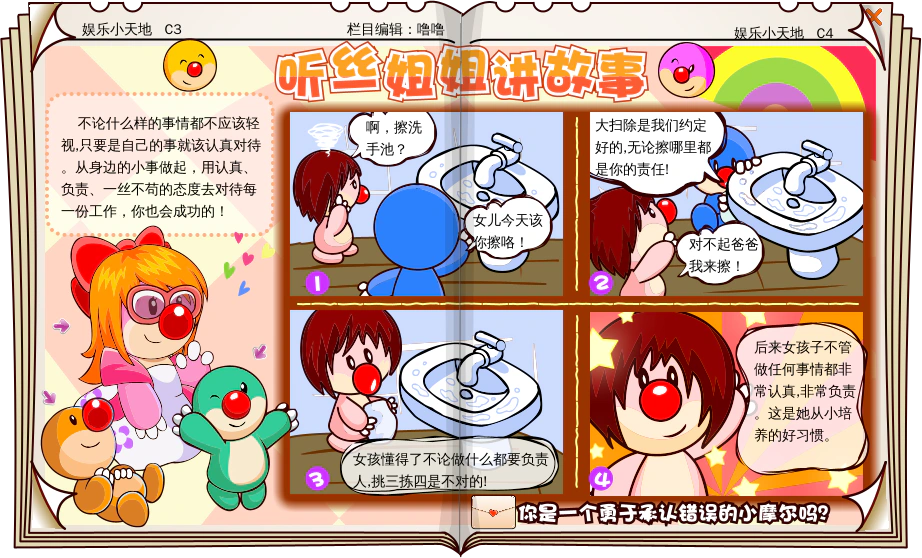 娱乐小天地 C3
栏目编辑：噜噜
娱乐小天地 C4
听丝姐姐讲故事
不论什么样的事情都不应该轻
视,只要是自己的事就该认真对待
。从身边的小事做起，用认真、
负责、一丝不苟的态度去对待每
一份工作，你也会成功的！
啊，擦洗
手池？
女儿今天该
你擦咯！
1
大扫除是我们约定
好的,无论擦哪里都
是你的责任!
对不起爸爸
我来擦！
2
女孩懂得了不论做什么都要负责
人,挑三拣四是不对的!
3
后来女孩子不管
做任何事情都非
常认真,非常负责
。这是她从小培
养的好习惯。
4
你是一个勇于承认错误的小摩尔吗?